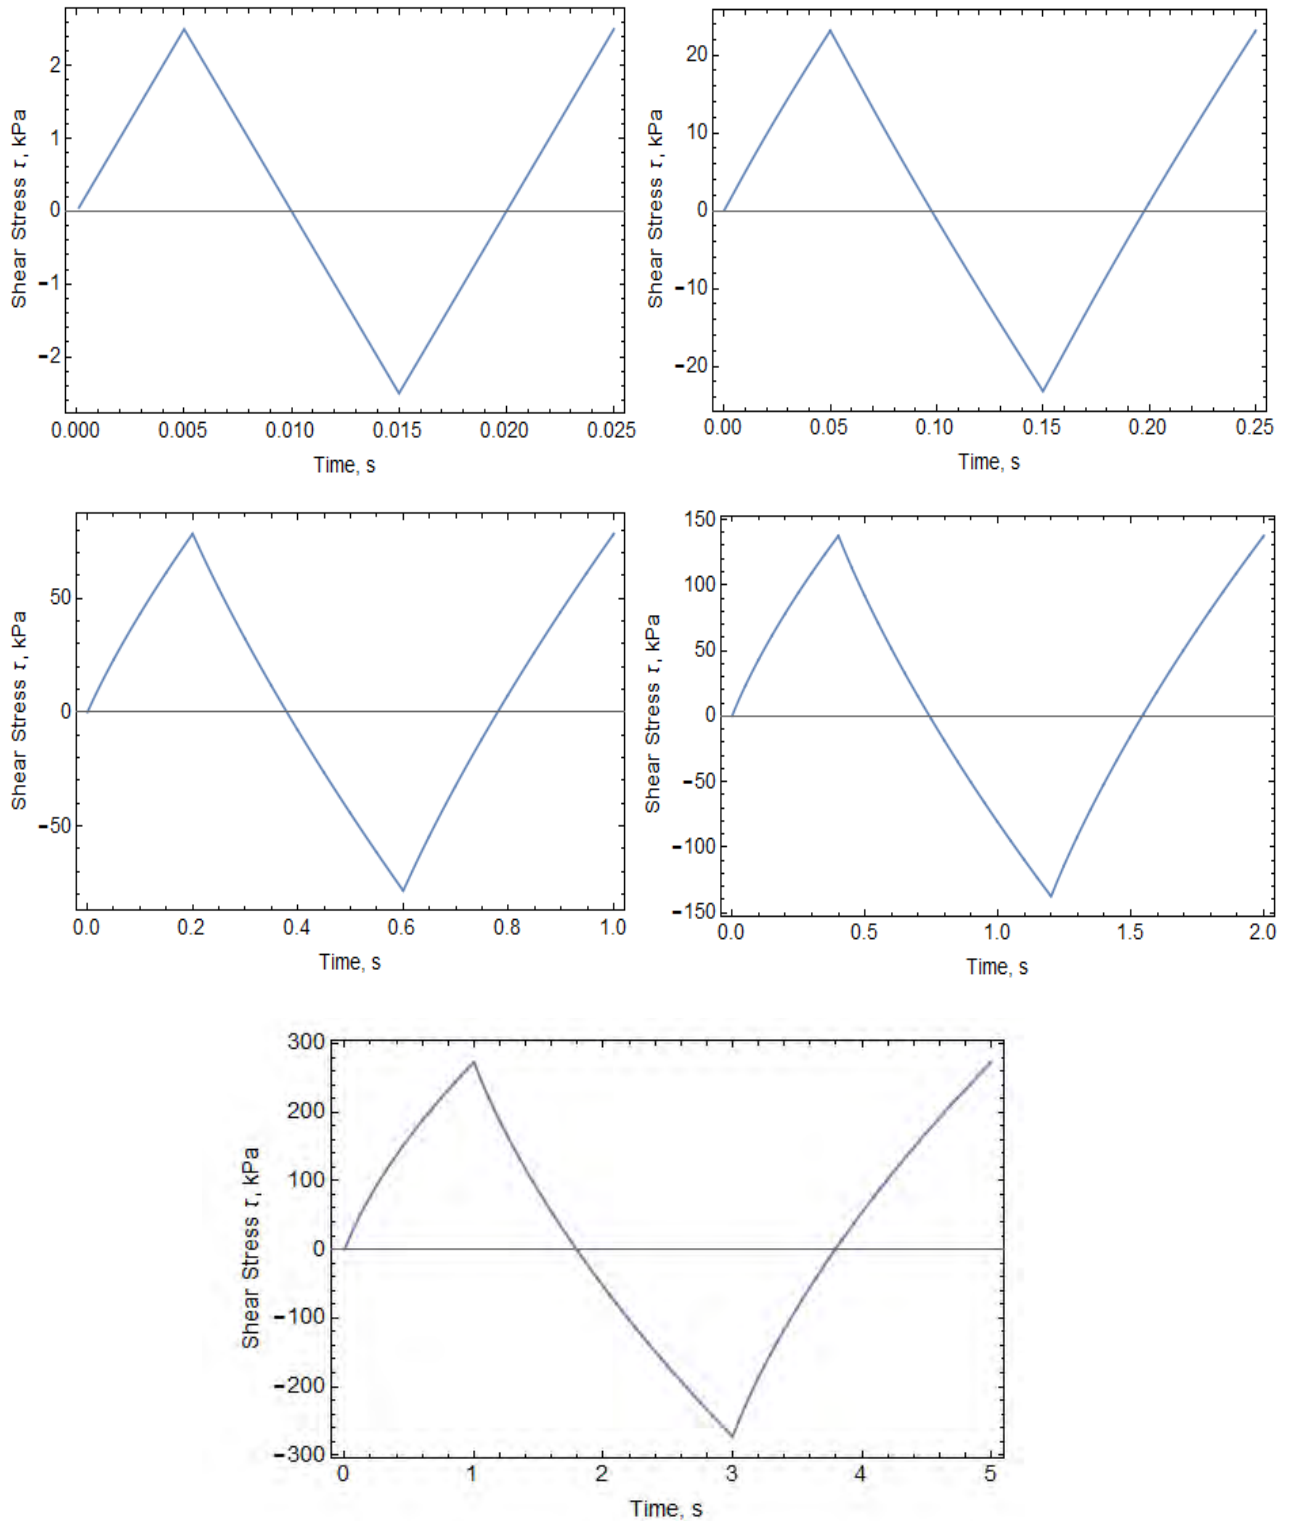 2
1
0
−1
−2
Shear Stress τ, kPa
0.000 0.005 0.010 0.015 0.020 0.025
Time, s
20
10
0
−10
−20
Shear Stress τ, kPa
0.00 0.05 0.10 0.15 0.20 0.25
Time, s
50
0
−50
Shear Stress τ, kPa
0.0 0.2 0.4 0.6 0.8 1.0
Time, s
150
100
50
0
−50
−100
−150
Shear Stress τ, kPa
0.0 0.5 1.0 1.5 2.0
Time, s
300
200
100
0
−100
−200
−300
Shear Stress τ, kPa
0 1 2 3 4 5
Time, s